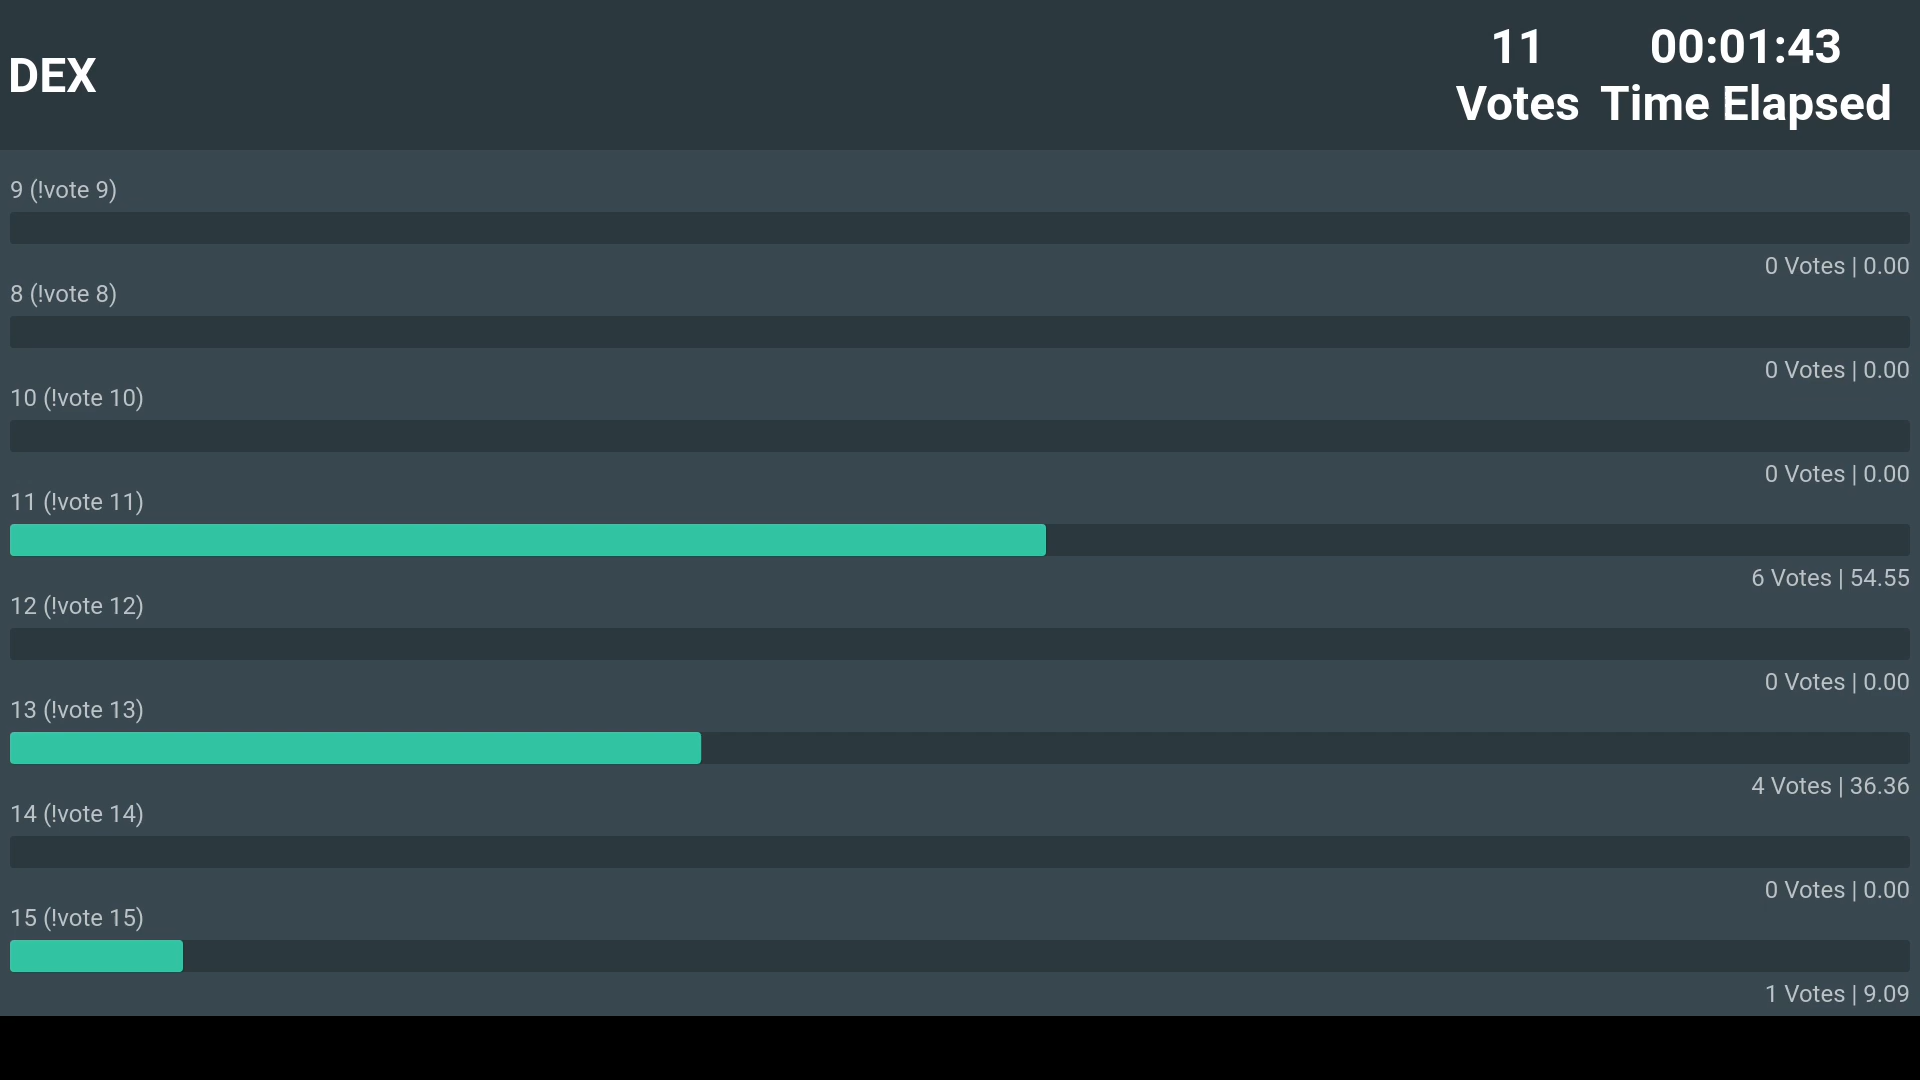 DEX
11 Votes
00:01:43 Time Elapsed
9 (!vote 9)
0 Votes | 0.00
8 (!vote 8)
0 Votes | 0.00
10 (!vote 10)
0 Votes | 0.00
11 (!vote 11)
6 Votes | 54.55
12 (!vote 12)
0 Votes | 0.00
13 (!vote 13)
4 Votes | 36.36
14 (!vote 14)
0 Votes | 0.00
15 (!vote 15)
1 Votes | 9.09